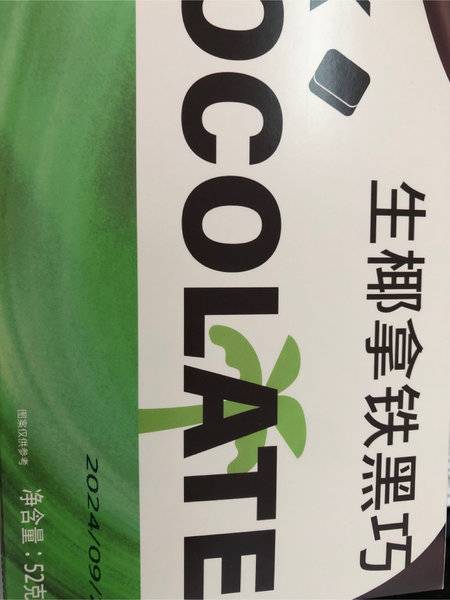 OCOLATE
生椰拿铁黑巧
图案仅供参考
净含量：52克
2024/09/